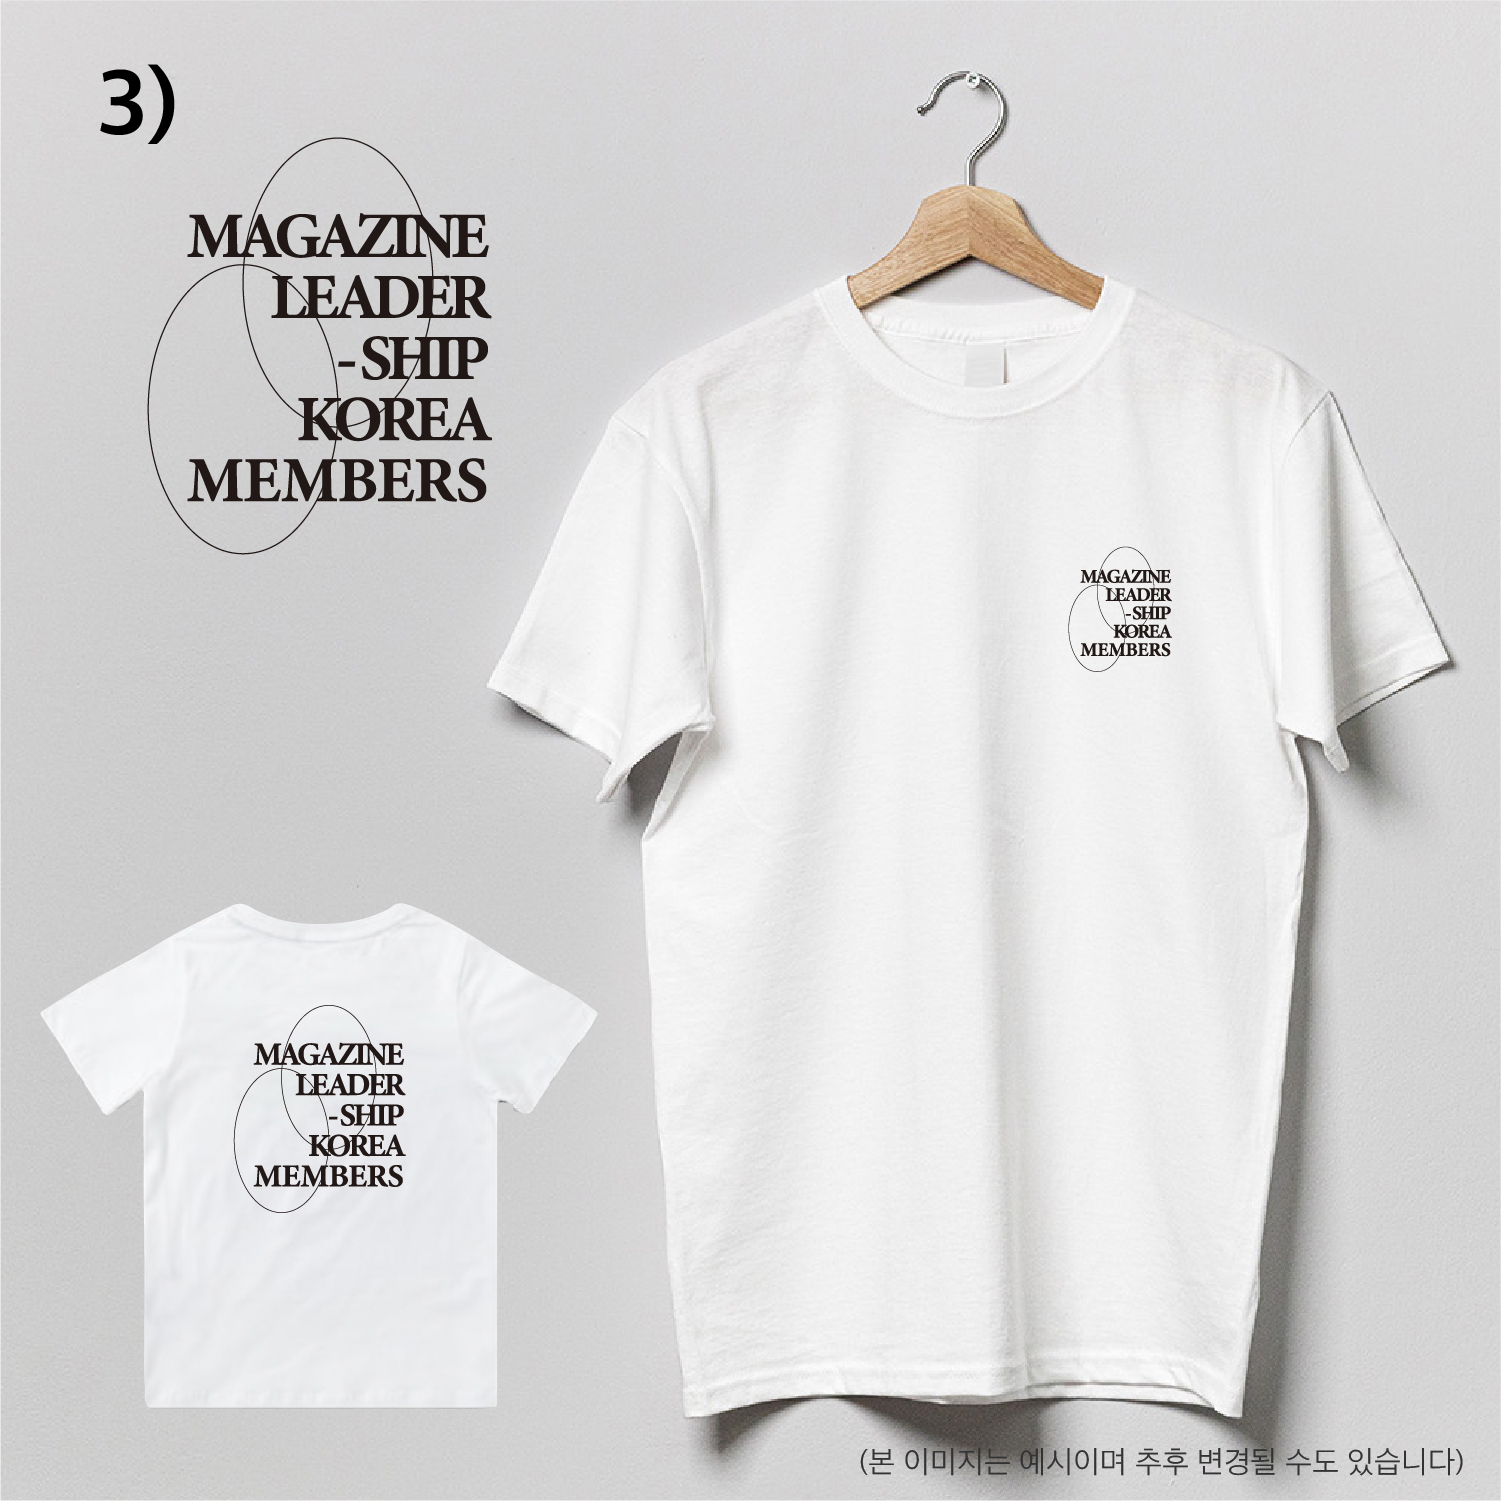 3)
MAGAZINE
LEADER
-SHIP
KOREA
MEMBERS
MAGAZINE
LEADER
-SHIP
KOREA
MEMBERS
MAGAZINE
LEADER
-SHIP
KOREA
MEMBERS
(본 이미지는 예시이며 추후 변경될 수도 있습니다)